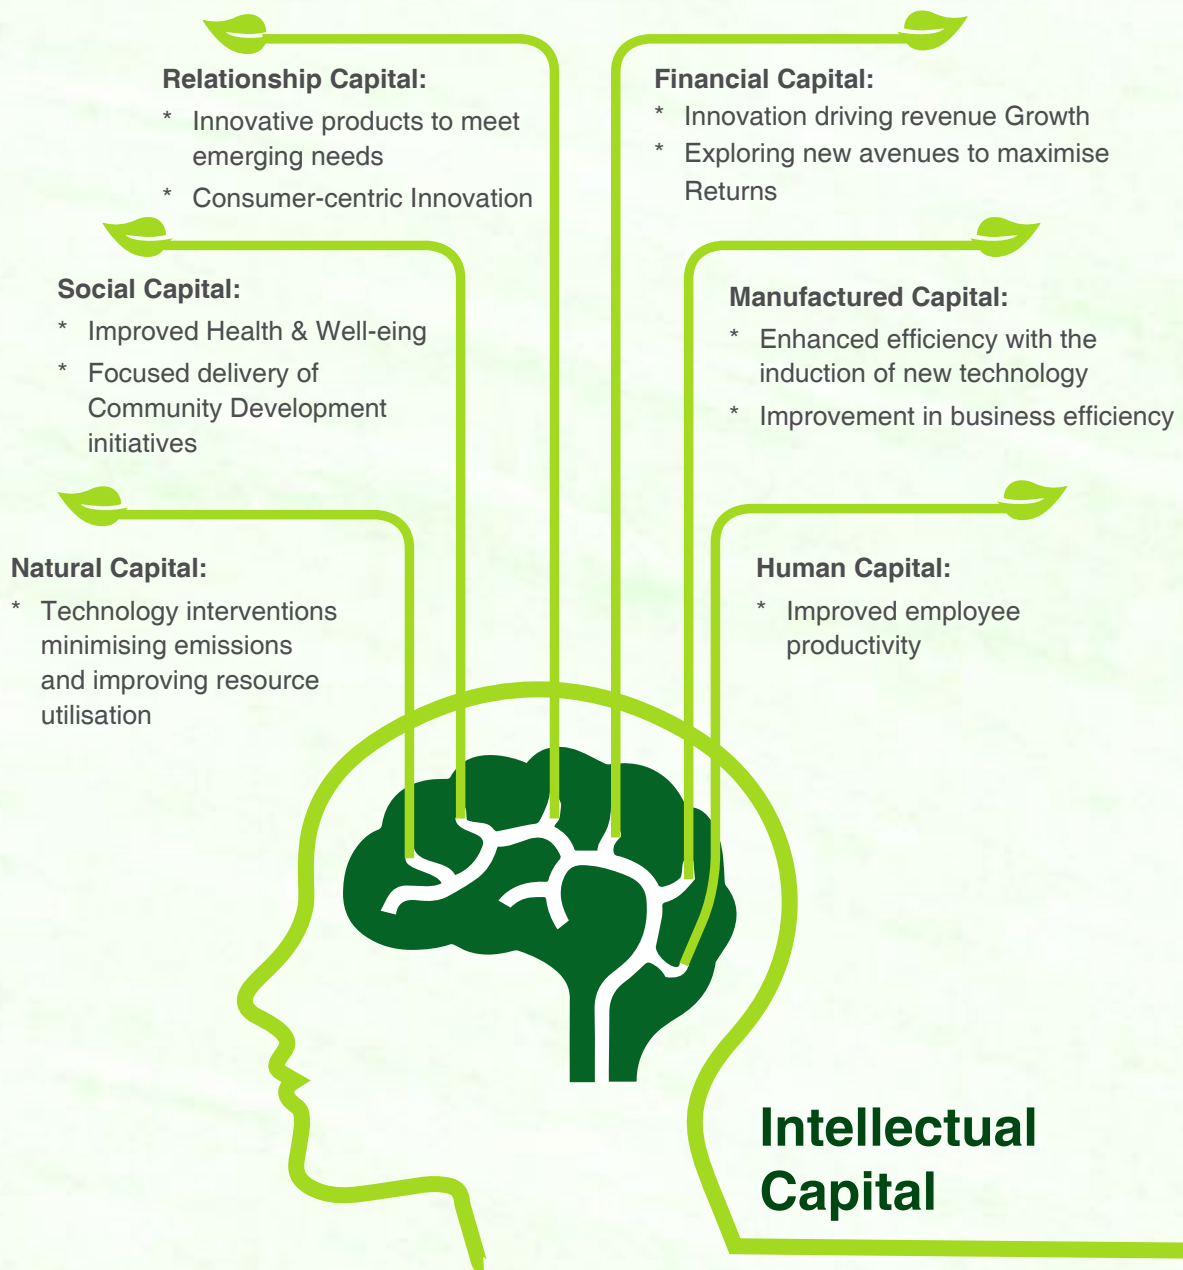 Relationship Capital:
* Innovative products to meet
emerging needs
* Consumer-centric Innovation
Social Capital:
* Improved Health & Well-eing
* Focused delivery of
Community Development
initiatives
Natural Capital:
* Technology interventions
minimising emissions
and improving resource
utilisation
Financial Capital:
* Innovation driving revenue Growth
* Exploring new avenues to maximise
Returns
Manufactured Capital:
* Enhanced efficiency with the
induction of new technology
* Improvement in business efficiency
Human Capital:
* Improved employee
productivity
Intellectual
Capital